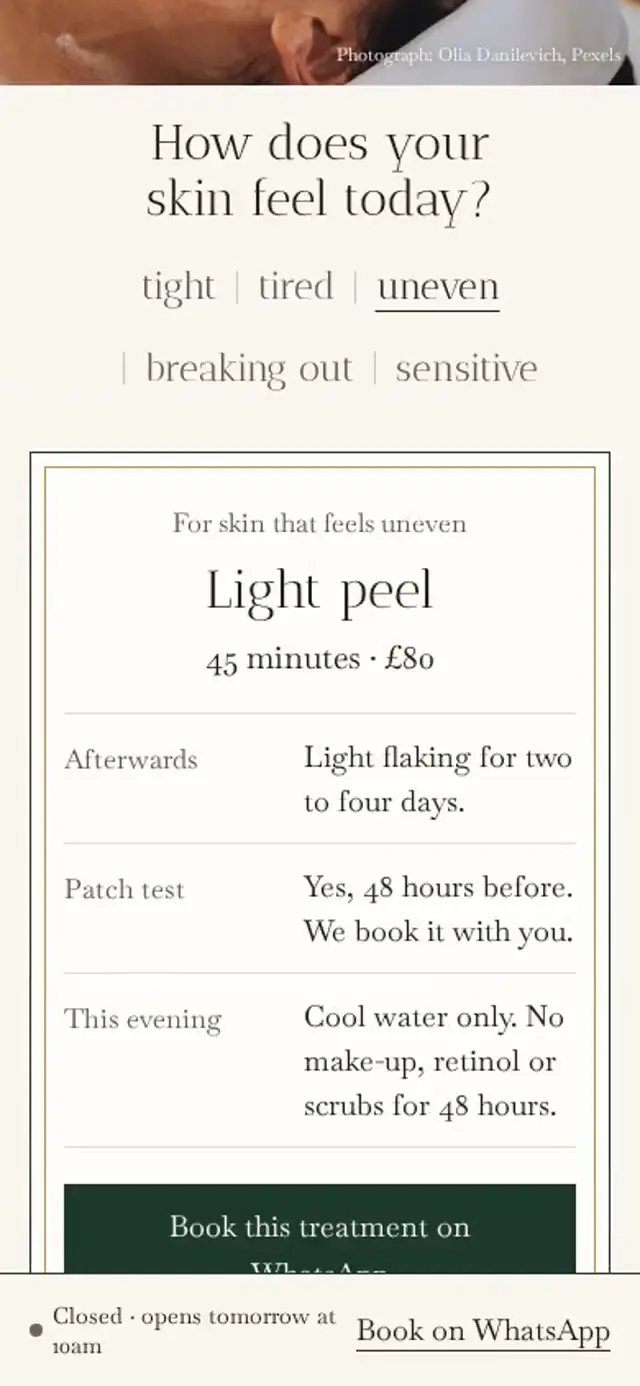 Photograph: Olia Danilevich, Pexels
How does your
skin feel today?
tight | tired | uneven
| breaking out | sensitive
For skin that feels uneven
Light peel
45 minutes · £80
Afterwards
Light flaking for two
to four days.
Patch test
Yes, 48 hours before.
We book it with you.
This evening
Cool water only. No
make-up, retinol or
scrubs for 48 hours.
Book this treatment on
WhatsApp
Closed · opens tomorrow at
10am
Book on WhatsApp